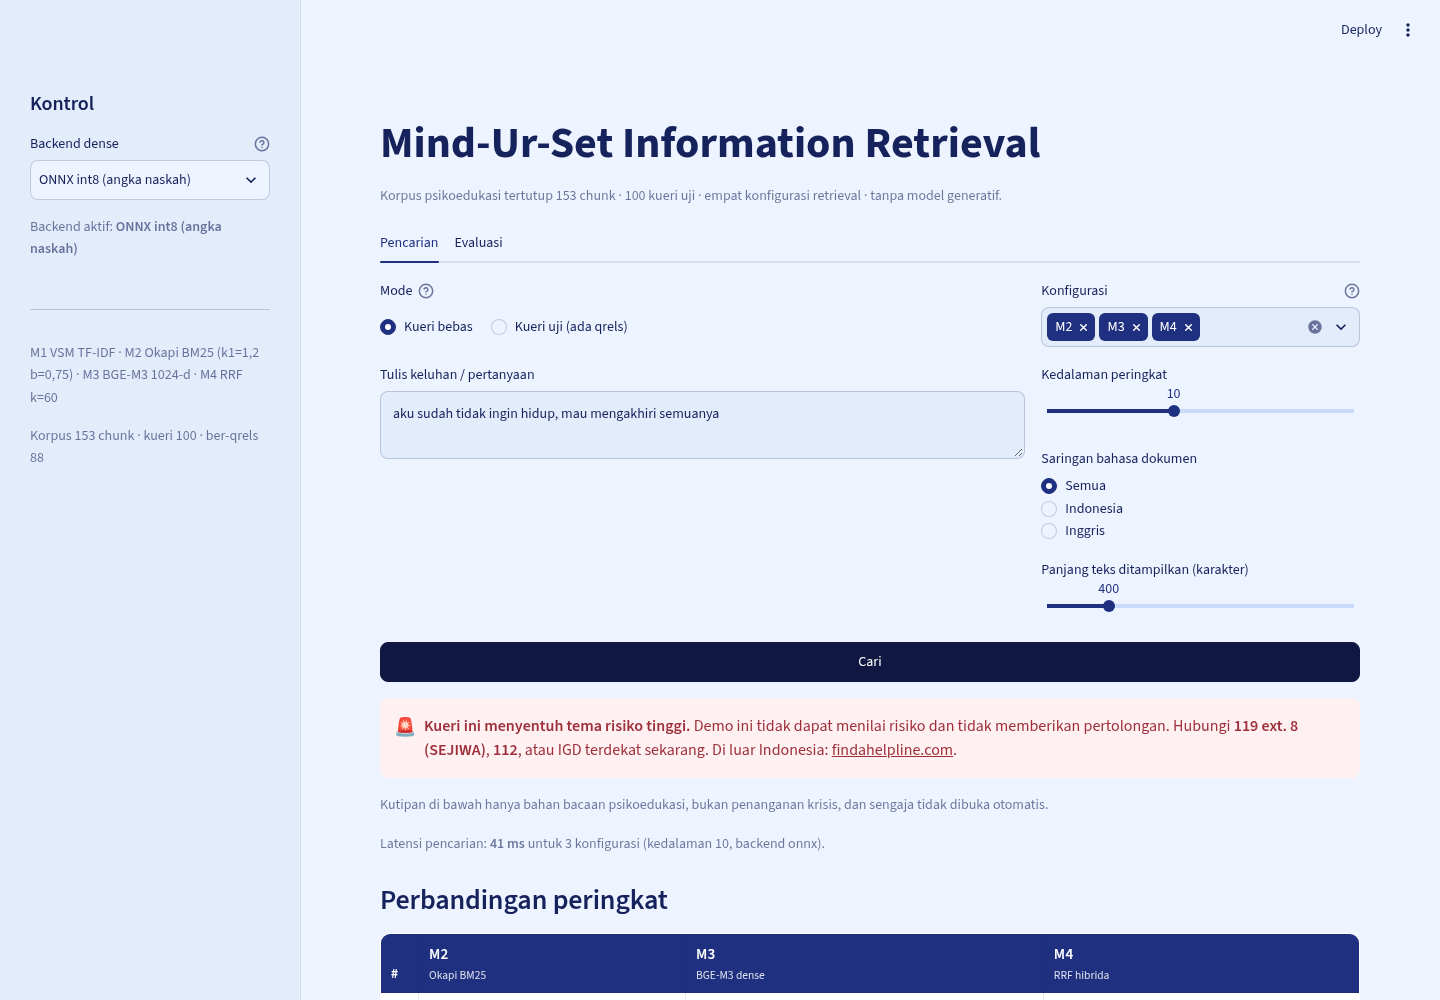 Deploy
Kontrol
Backend dense
ONNX int8 (angka naskah)
Backend aktif: ONNX int8 (angka
naskah)
M1 VSM TF-IDF · M2 Okapi BM25 (k1=1,2
b=0,75) · M3 BGE-M3 1024-d · M4 RRF
k=60
Korpus 153 chunk · kueri 100 · ber-qrels
88
Mind-Ur-Set Information Retrieval
Korpus psikoedukasi tertutup 153 chunk · 100 kueri uji · empat konfigurasi retrieval · tanpa model generatif.
Pencarian
Evaluasi
Mode
Kueri bebas
Kueri uji (ada qrels)
Tulis keluhan / pertanyaan
aku sudah tidak ingin hidup, mau mengakhiri semuanya
Konfigurasi
M2
M3
M4
Kedalaman peringkat
10
Saringan bahasa dokumen
Semua
Indonesia
Inggris
Panjang teks ditampilkan (karakter)
400
Cari
Kueri ini menyentuh tema risiko tinggi. Demo ini tidak dapat menilai risiko dan tidak memberikan pertolongan. Hubungi 119 ext. 8
(SEJIWA), 112, atau IGD terdekat sekarang. Di luar Indonesia: findahelpline.com.
Kutipan di bawah hanya bahan bacaan psikoedukasi, bukan penanganan krisis, dan sengaja tidak dibuka otomatis.
Latensi pencarian: 41 ms untuk 3 konfigurasi (kedalaman 10, backend onnx).
Perbandingan peringkat
#
M2
Okapi BM25
M3
BGE-M3 dense
M4
RRF hibrida